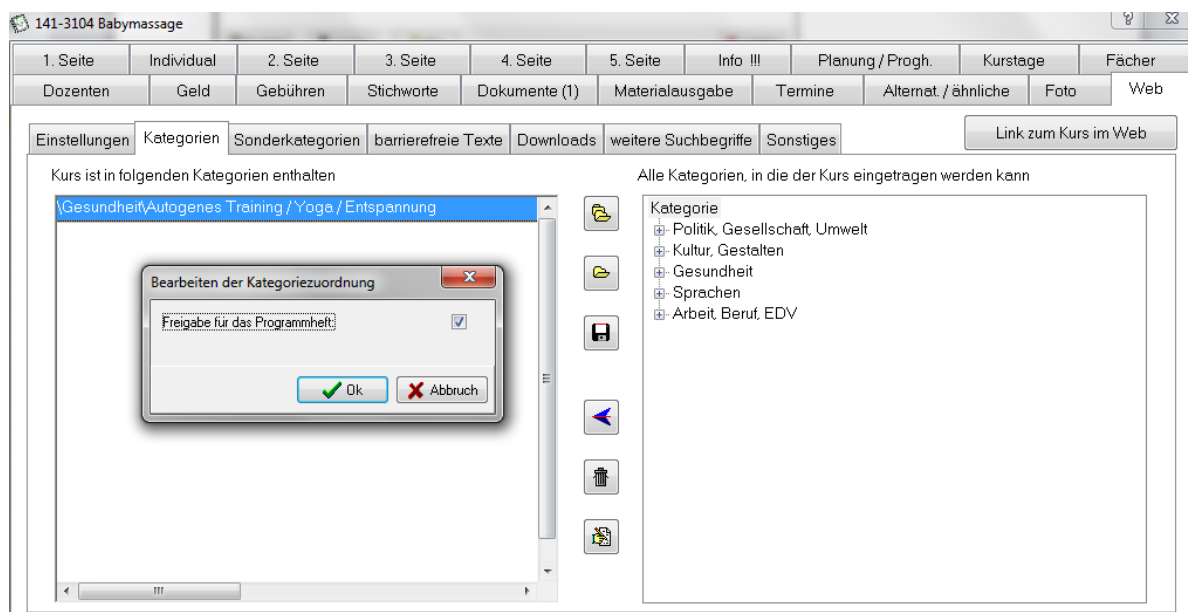 141-3104 Babymassage
1. Seite Individual 2. Seite 3. Seite 4. Seite 5. Seite Info !!! Planung / Progh. Kurstage Fächer
Dozenten Geld Gebühren Stichworte Dokumente (1) Materialausgabe Termine Alternat. / ähnliche Foto Web
Einstellungen Kategorien Sonderkategorien barrierefreie Texte Downloads weitere Suchbegriffe Sonstiges Link zum Kurs im Web
Kurs ist in folgenden Kategorien enthalten
\Gesundheit\Autogenes Training / Yoga / Entspannung
Bearbeiten der Kategoriezuordnung
Freigabe für das Programmheft:
Ok Abbruch
Alle Kategorien, in die der Kurs eingetragen werden kann
Kategorie
Politik, Gesellschaft, Umwelt
Kultur, Gestalten
Gesundheit
Sprachen
Arbeit, Beruf, EDV